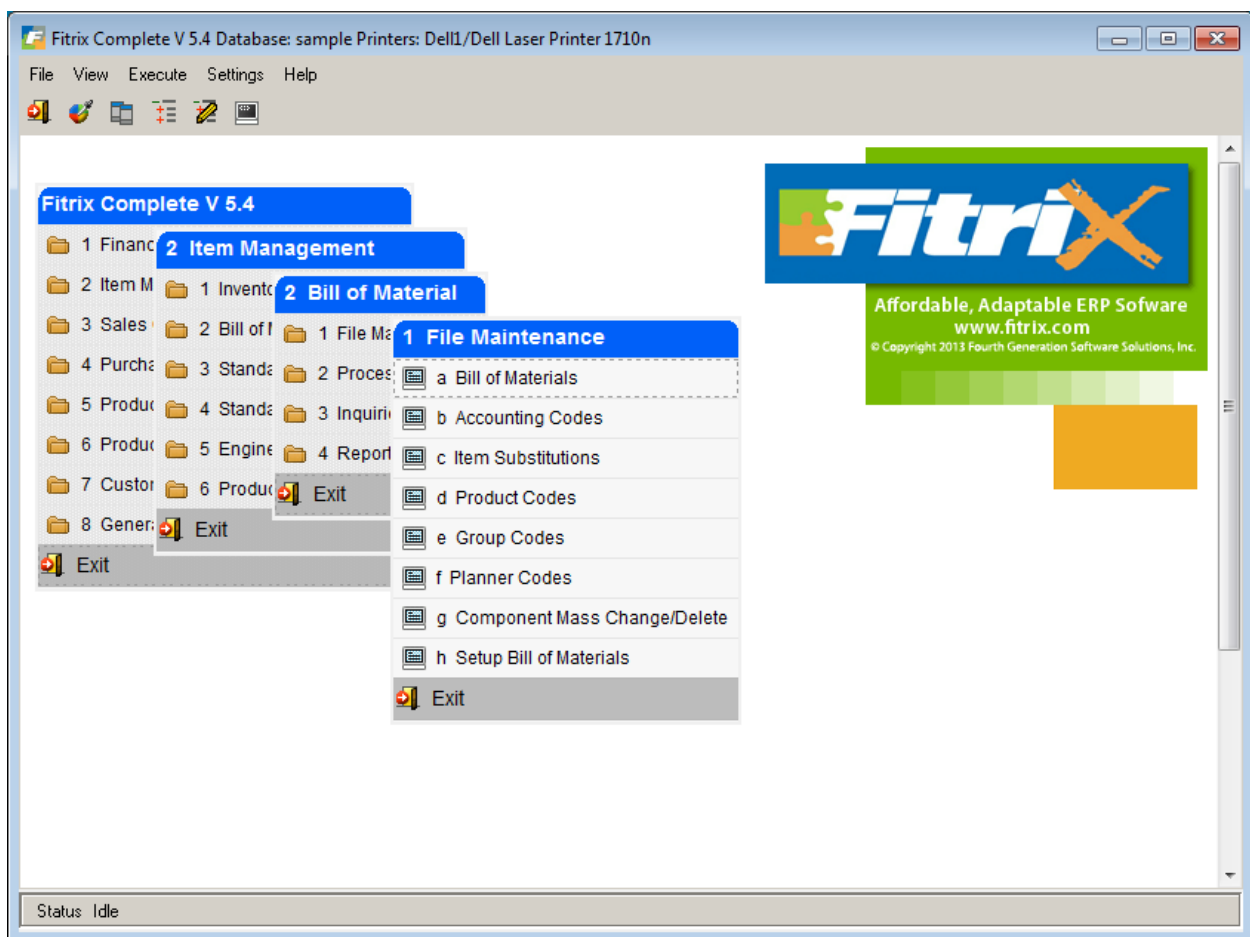 Fitrix Complete V 5.4 Database: sample Printers: Dell1/Dell Laser Printer 1710n
File View Execute Settings Help
Fitrix Complete V 5.4
1 Financ
2 Item M
3 Sales
4 Purcha
5 Produc
6 Produc
7 Custor
8 Genera
Exit
2 Item Management
1 Invento
2 Bill of M
3 Standa
4 Standa
5 Engine
6 Produc
Exit
2 Bill of Material
1 File Ma
2 Proces
3 Inquirie
4 Report
Exit
1 File Maintenance
a Bill of Materials
b Accounting Codes
c Item Substitutions
d Product Codes
e Group Codes
f Planner Codes
g Component Mass Change/Delete
h Setup Bill of Materials
Exit
FitriX
Affordable, Adaptable ERP Sofware
www.fitrix.com
© Copyright 2013 Fourth Generation Software Solutions, Inc.
Status Idle